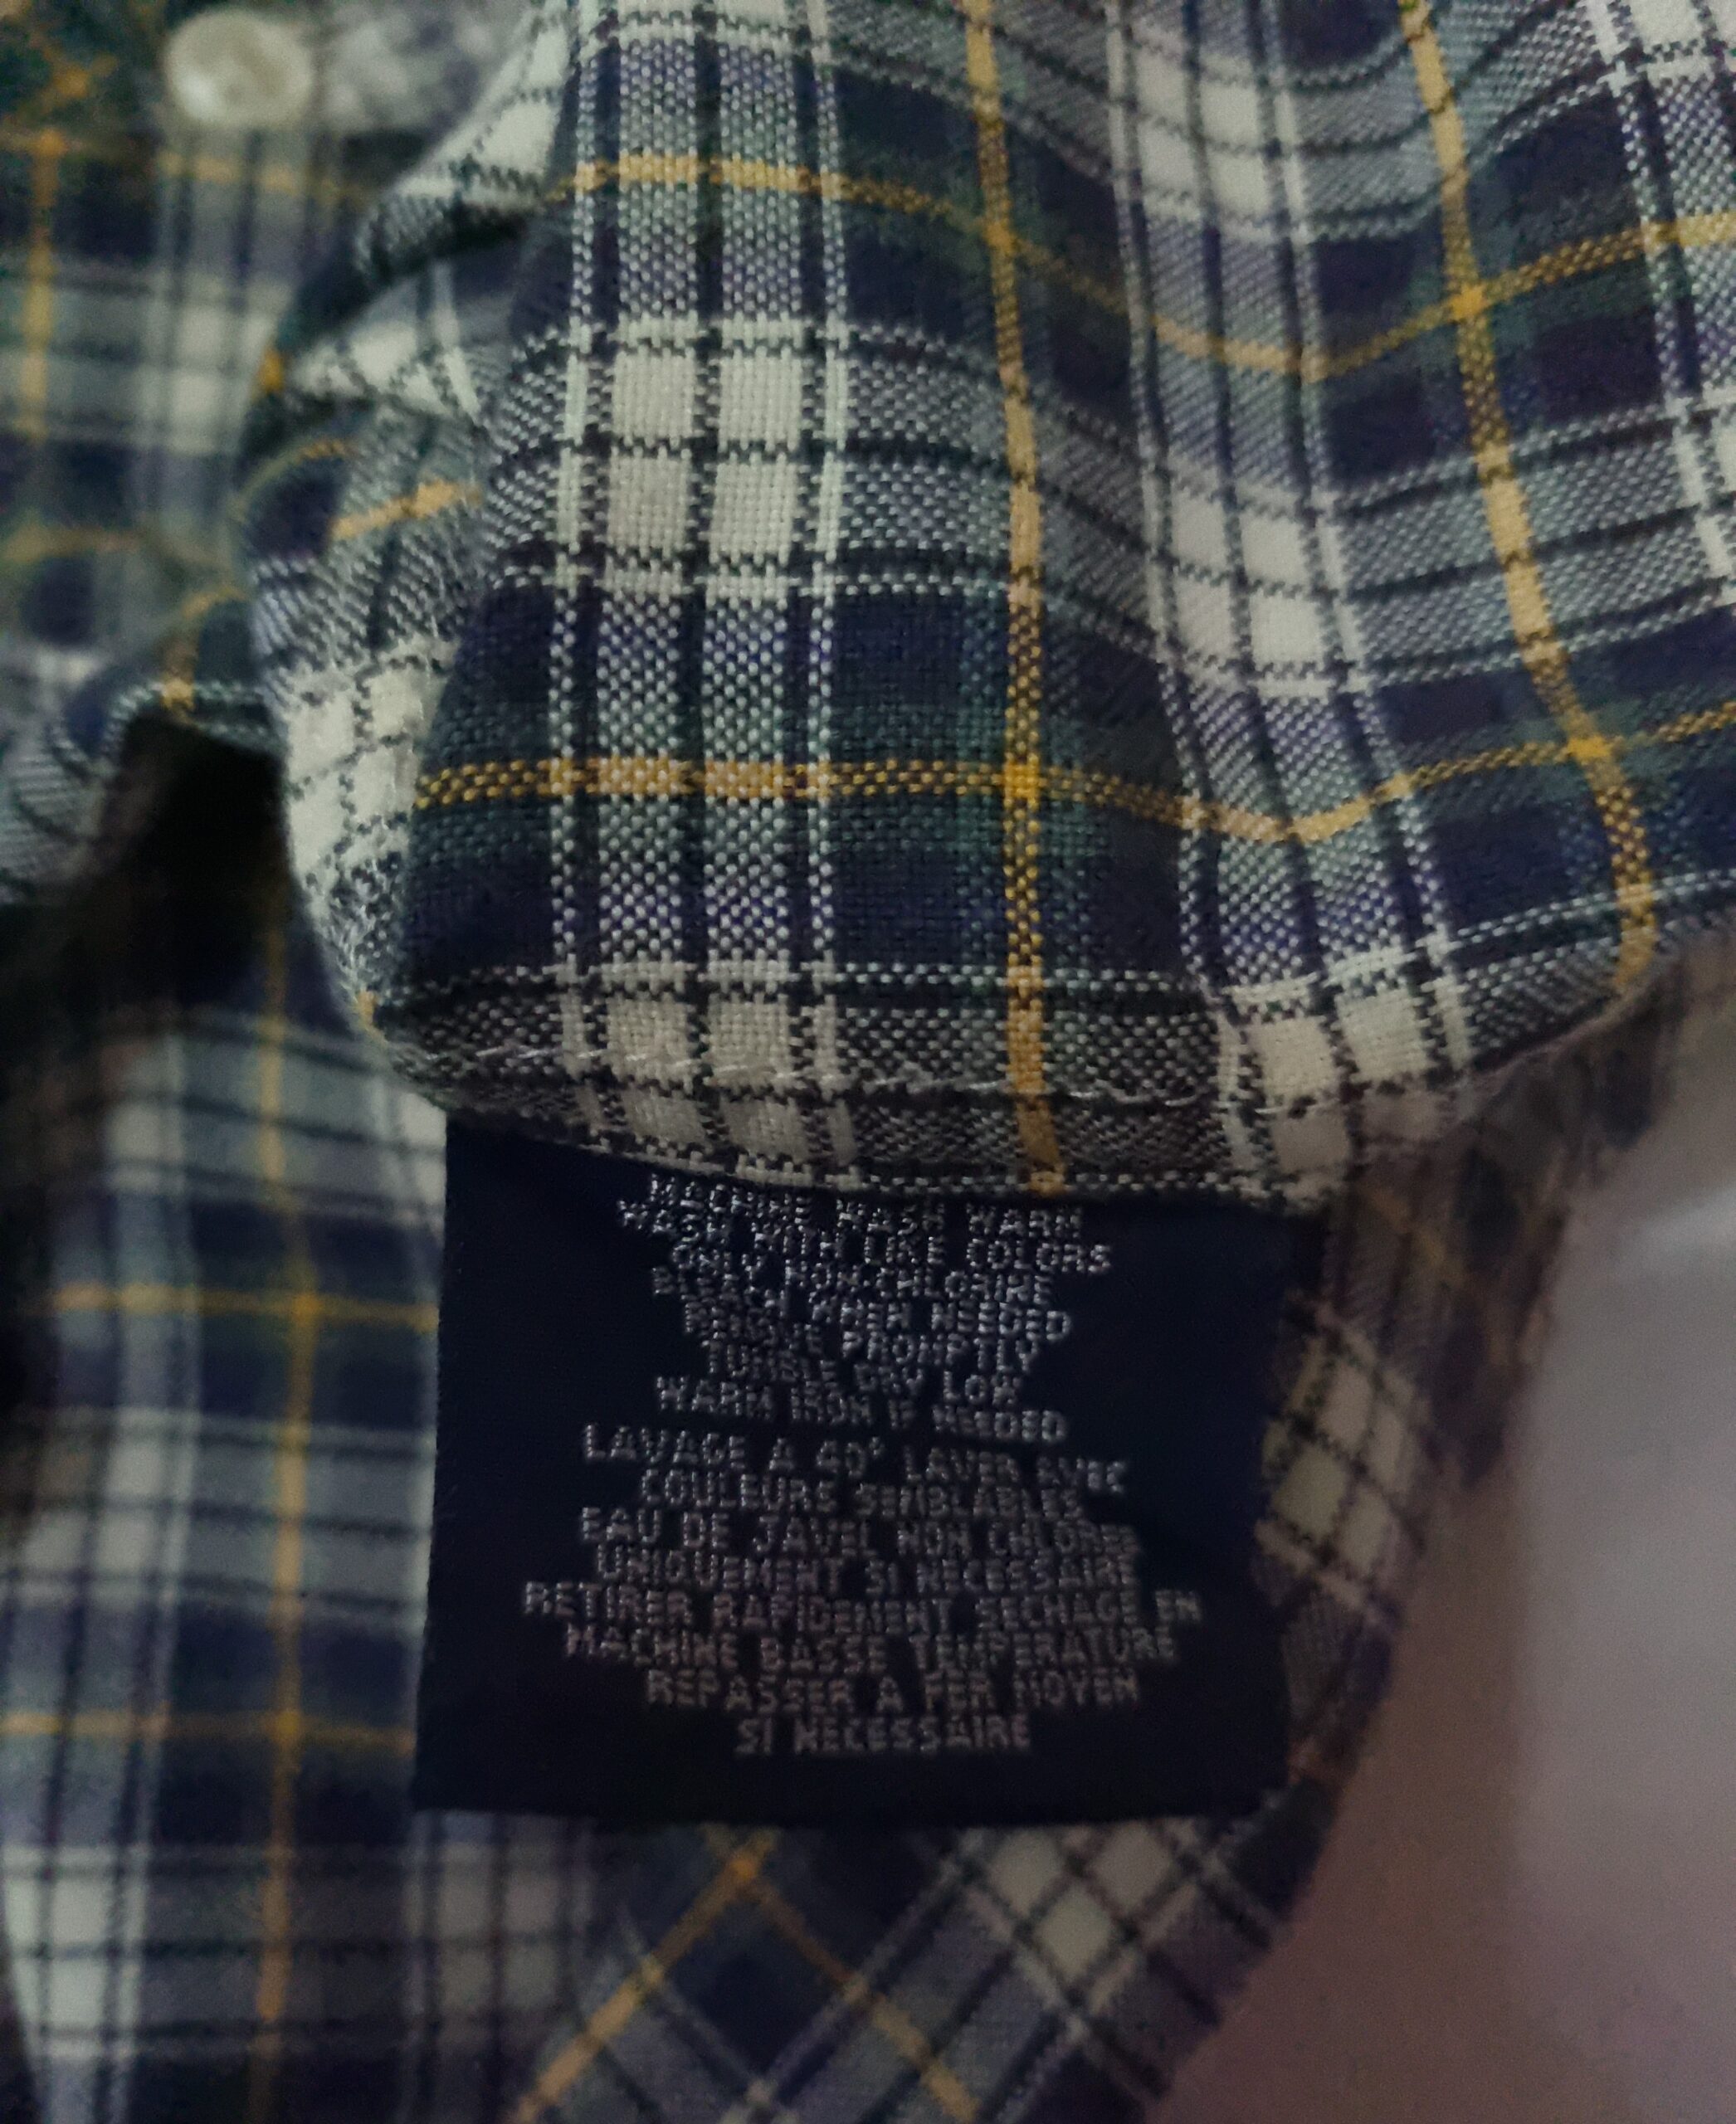 MACHINE WASH WARM
WASH WITH LIKE COLORS
ONLY NON-CHLORINE
BLEACH WHEN NEEDED
REMOVE PROMPTLY
TUMBLE DRY LOW
WARM IRON IF NEEDED
LAVAGE A 40° LAVER AVEC
COULEURS SEMBLABLES
EAU DE JAVEL NON CHLOREE
UNIQUEMENT SI NECESSAIRE
RETIRER RAPIDEMENT SECHAGE EN
MACHINE BASSE TEMPERATURE
REPASSER A FER MOYEN
SI NECESSAIRE